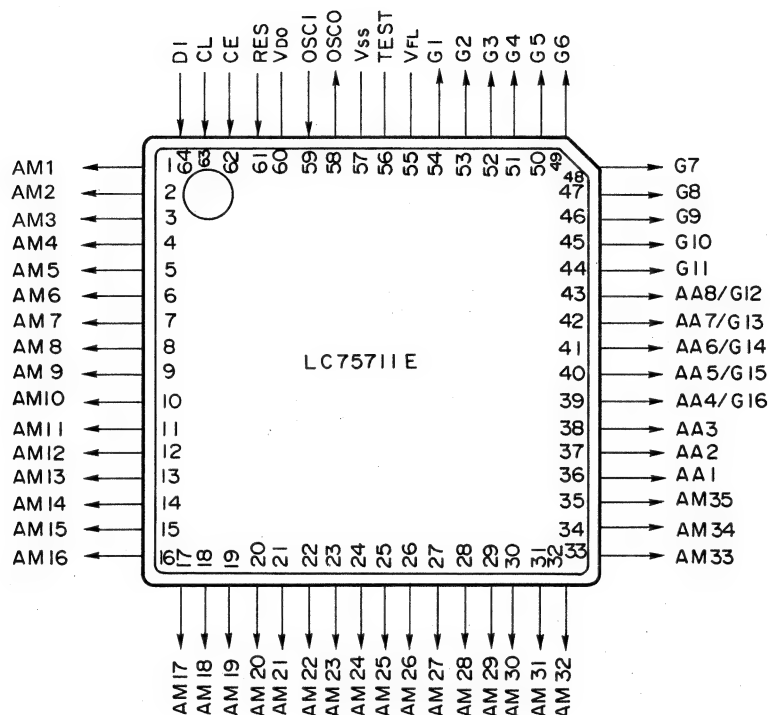 DI CL CE RES VDD OSCI OSCO VSS TEST VFL G1 G2 G3 G4 G5 G6
64 63 62 61 60 59 58 57 56 55 54 53 52 51 50 49
AM1 1 48 G7
AM2 2 47 G8
AM3 3 46 G9
AM4 4 45 G10
AM5 5 44 G11
AM6 6 43 AA8/G12
AM7 7 42 AA7/G13
AM8 8 LC75711E 41 AA6/G14
AM9 9 40 AA5/G15
AM10 10 39 AA4/G16
AM11 11 38 AA3
AM12 12 37 AA2
AM13 13 36 AA1
AM14 14 35 AM35
AM15 15 34 AM34
AM16 16 33 AM33
17 18 19 20 21 22 23 24 25 26 27 28 29 30 31 32
AM17 AM18 AM19 AM20 AM21 AM22 AM23 AM24 AM25 AM26 AM27 AM28 AM29 AM30 AM31 AM32